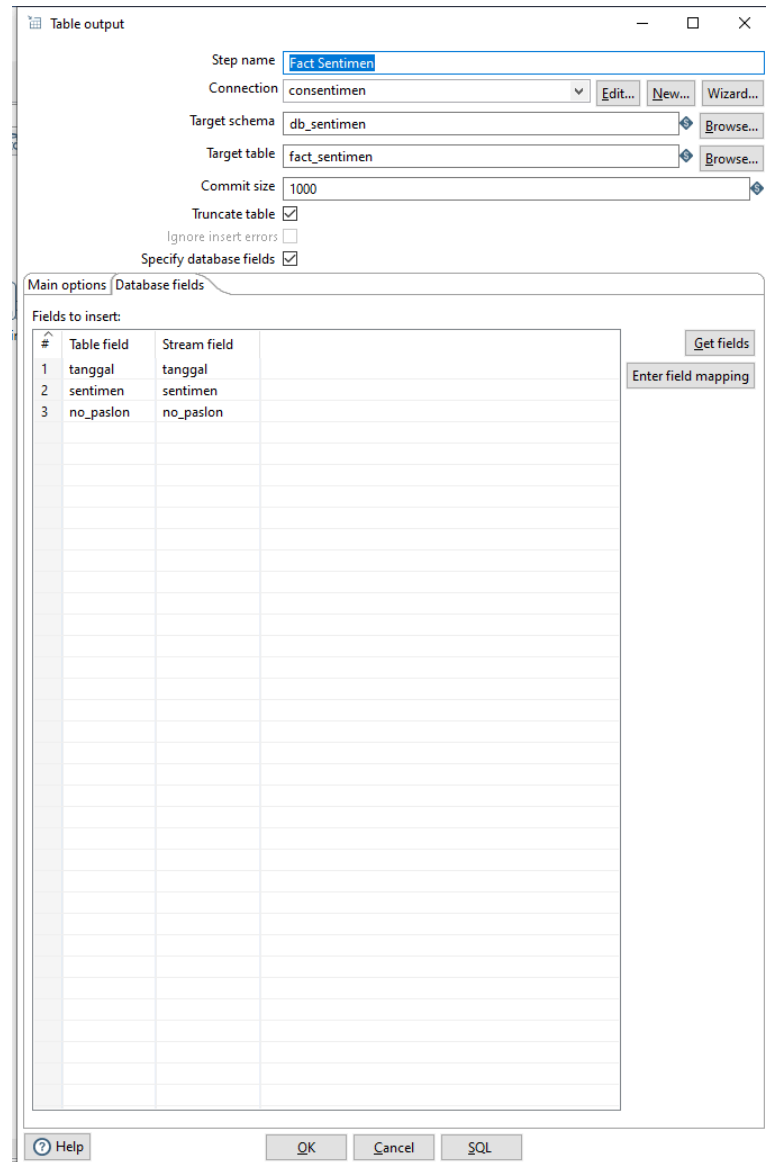 Table output
Step name Fact Sentimen
Connection consentimen Edit... New... Wizard...
Target schema db_sentimen Browse...
Target table fact_sentimen Browse...
Commit size 1000
Truncate table
Ignore insert errors
Specify database fields
Main options Database fields
Fields to insert:
# Table field Stream field Get fields
1 tanggal tanggal Enter field mapping
2 sentimen sentimen
3 no_paslon no_paslon
Help OK Cancel SQL